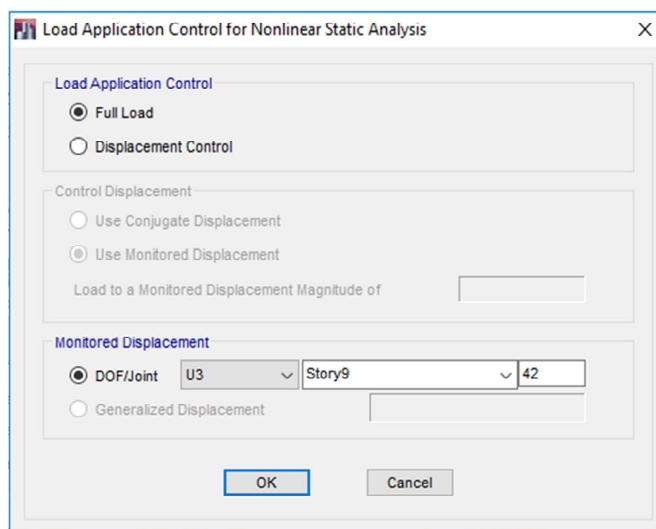 Load Application Control for Nonlinear Static Analysis
Load Application Control
Full Load
Displacement Control
Control Displacement
Use Conjugate Displacement
Use Monitored Displacement
Load to a Monitored Displacement Magnitude of
Monitored Displacement
DOF/Joint U3 Story9 42
Generalized Displacement
OK Cancel